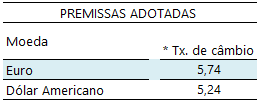 PREMISSAS ADOTADAS
Moeda
* Tx. de câmbio
Euro 5,74
Dólar Americano 5,24